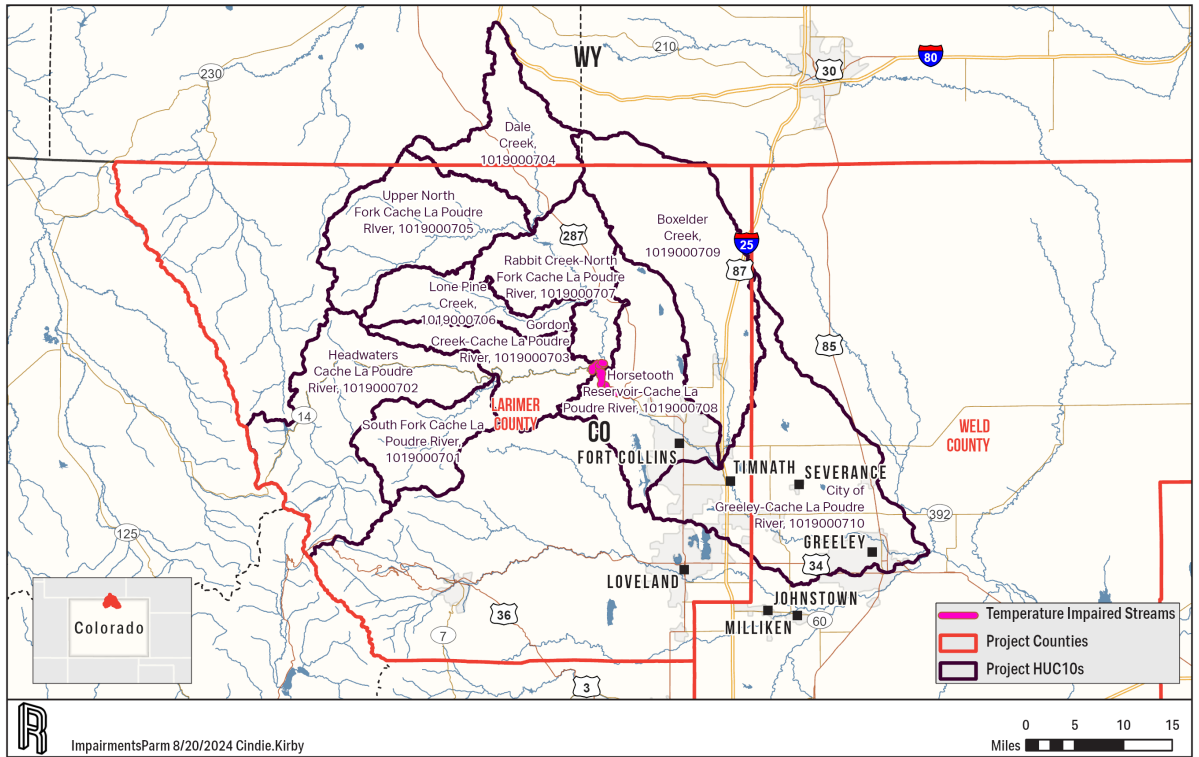 WY
210
80
30
230
Dale
Creek,
1019000704
Upper North
Fork Cache La Poudre
RIver, 1019000705
Boxelder
Creek,
1019000709
287
25
87
Rabbit Creek-North
Fork Cache La Poudre
River, 1019000707
Lone Pine
Creek,
1019000706
Gordon
Creek-Cache La Poudre
River, 1019000703
85
Headwaters
Cache La Poudre
River, 1019000702
Horsetooth
Reservoir-Cache La
Poudre River, 1019000708
14
LARIMER
COUNTY
CO
South Fork Cache La
Poudre River,
1019000701
WELD
COUNTY
FORT COLLINS
TIMNATH
SEVERANCE
City of
Greeley-Cache La Poudre
River, 1019000710
392
125
GREELEY
34
LOVELAND
JOHNSTOWN
MILLIKEN
60
36
7
3
Colorado
Temperature Impaired Streams
Project Counties
Project HUC10s
R
ImpairmentsParm 8/20/2024 Cindie.Kirby
0 5 10 15
Miles